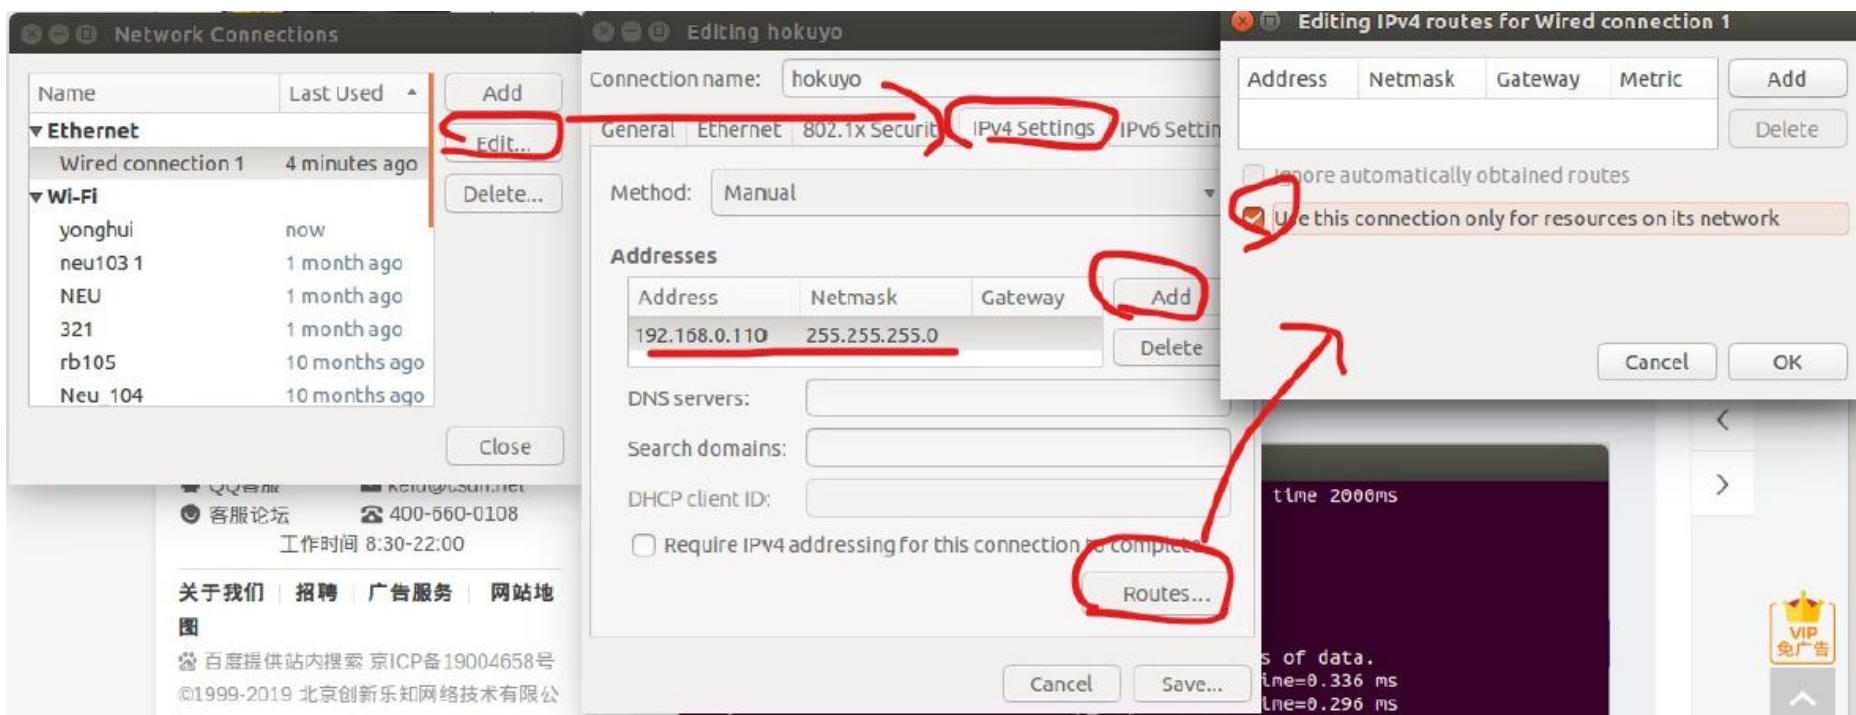 Network Connections
Name Last Used
Ethernet
Wired connection 1 4 minutes ago
Wi-Fi
yonghui now
neu103 1 1 month ago
NEU 1 month ago
321 1 month ago
rb105 10 months ago
Neu_104 10 months ago
Add
Edit...
Delete...
Close
客服论坛 400-660-0108
工作时间 8:30-22:00
关于我们 招聘 广告服务 网站地
图
百度提供站内搜索 京ICP备19004658号
©1999-2019 北京创新乐知网络技术有限公
Editing hokuyo
Connection name: hokuyo
General Ethernet 802.1x Securit IPv4 Settings IPv6 Settin
Method: Manual
Addresses
Address Netmask Gateway
192.168.0.110 255.255.255.0
Add
Delete
DNS servers:
Search domains:
DHCP client ID:
Require IPv4 addressing for this connection to complete
Routes...
Cancel Save...
Editing IPv4 routes for Wired connection 1
Address Netmask Gateway Metric
Add
Delete
Ignore automatically obtained routes
Use this connection only for resources on its network
Cancel OK
time 2000ms
s of data.
ime=0.336 ms
ime=0.296 ms
VIP
免广告